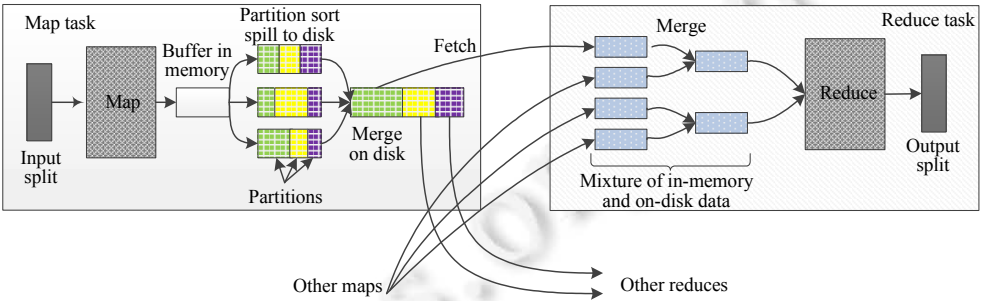 Map task
Input
split
Map
Buffer in
memory
Partition sort
spill to disk
Partitions
Merge
on disk
Fetch
Other maps
Other reduces
Reduce task
Merge
Mixture of in-memory
and on-disk data
Reduce
Output
split